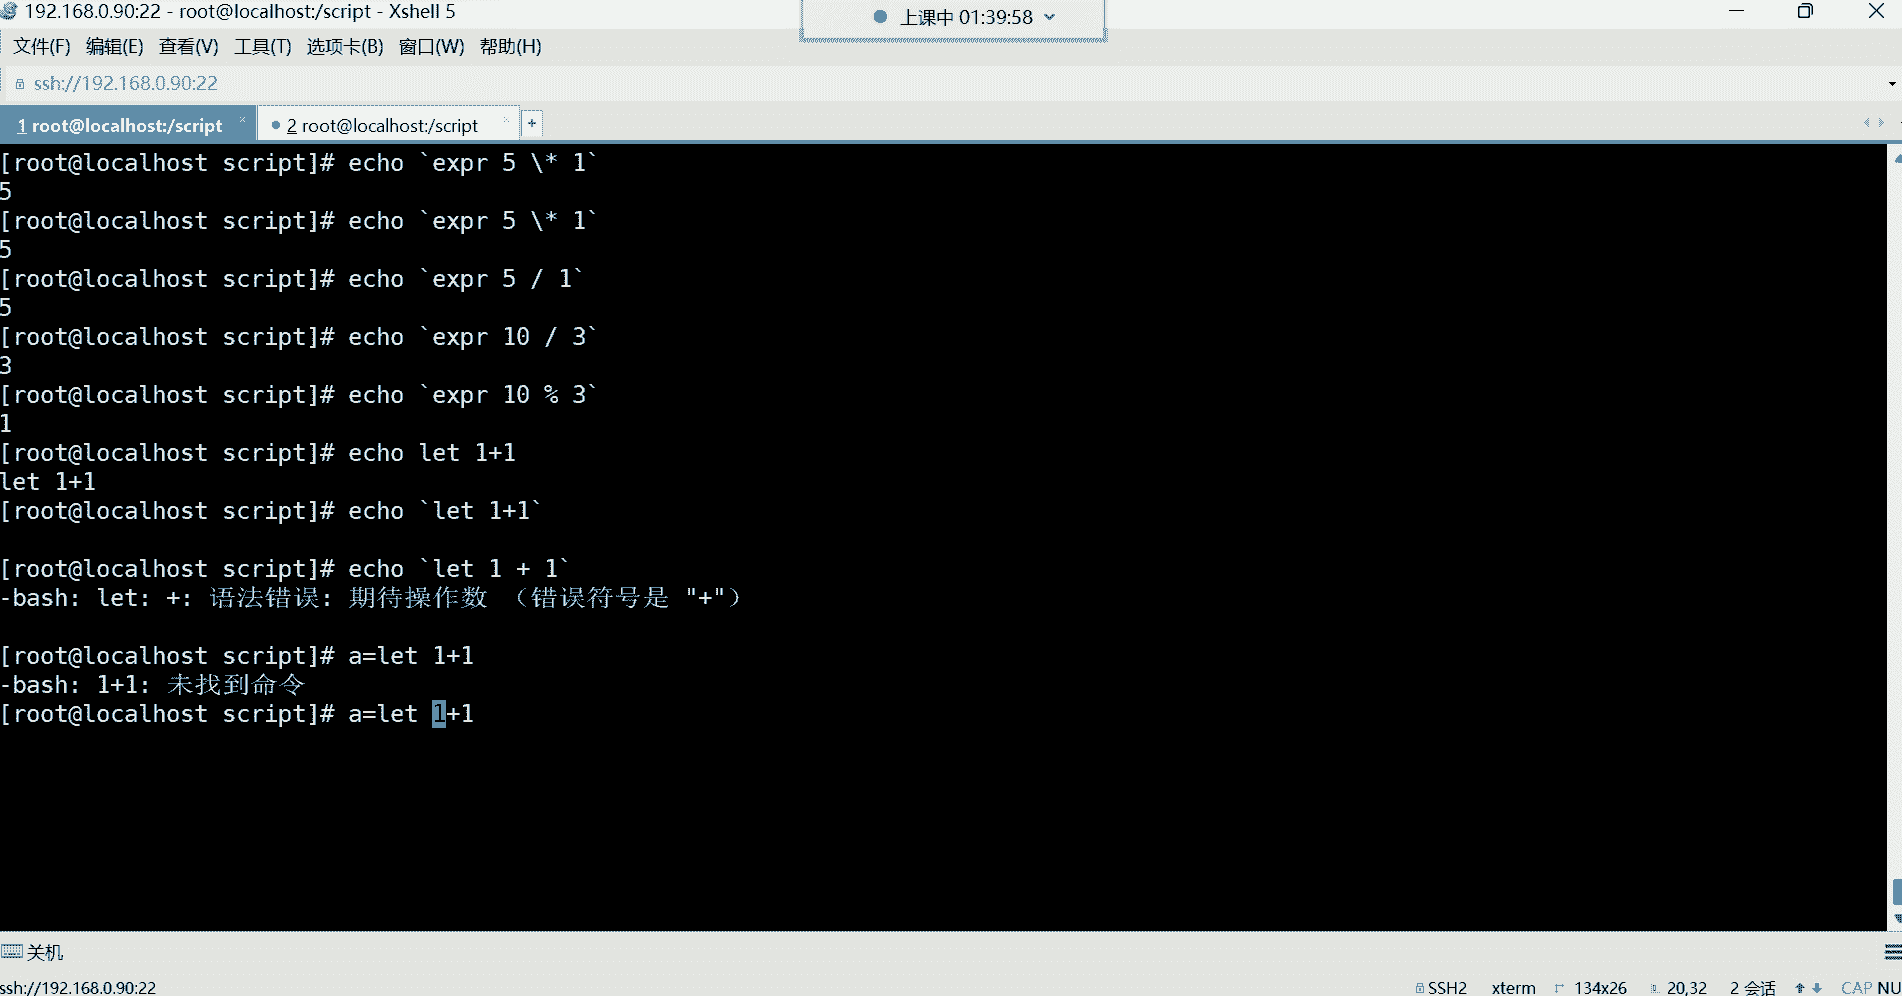 192.168.0.90:22 - root@localhost:/script - Xshell 5
上课中 01:39:58
文件(F) 编辑(E) 查看(V) 工具(T) 选项卡(B) 窗口(W) 帮助(H)
ssh://192.168.0.90:22
1 root@localhost:/script × 2 root@localhost:/script × +
[root@localhost script]# echo `expr 5 \* 1`
5
[root@localhost script]# echo `expr 5 \* 1`
5
[root@localhost script]# echo `expr 5 / 1`
5
[root@localhost script]# echo `expr 10 / 3`
3
[root@localhost script]# echo `expr 10 % 3`
1
[root@localhost script]# echo let 1+1
let 1+1
[root@localhost script]# echo `let 1+1`
[root@localhost script]# echo `let 1 + 1`
-bash: let: +: 语法错误: 期待操作数 （错误符号是 "+"）
[root@localhost script]# a=let 1+1
-bash: 1+1: 未找到命令
[root@localhost script]# a=let 1+1
关机
ssh://192.168.0.90:22
SSH2 xterm 134x26 20,32 2 会话 CAP NU